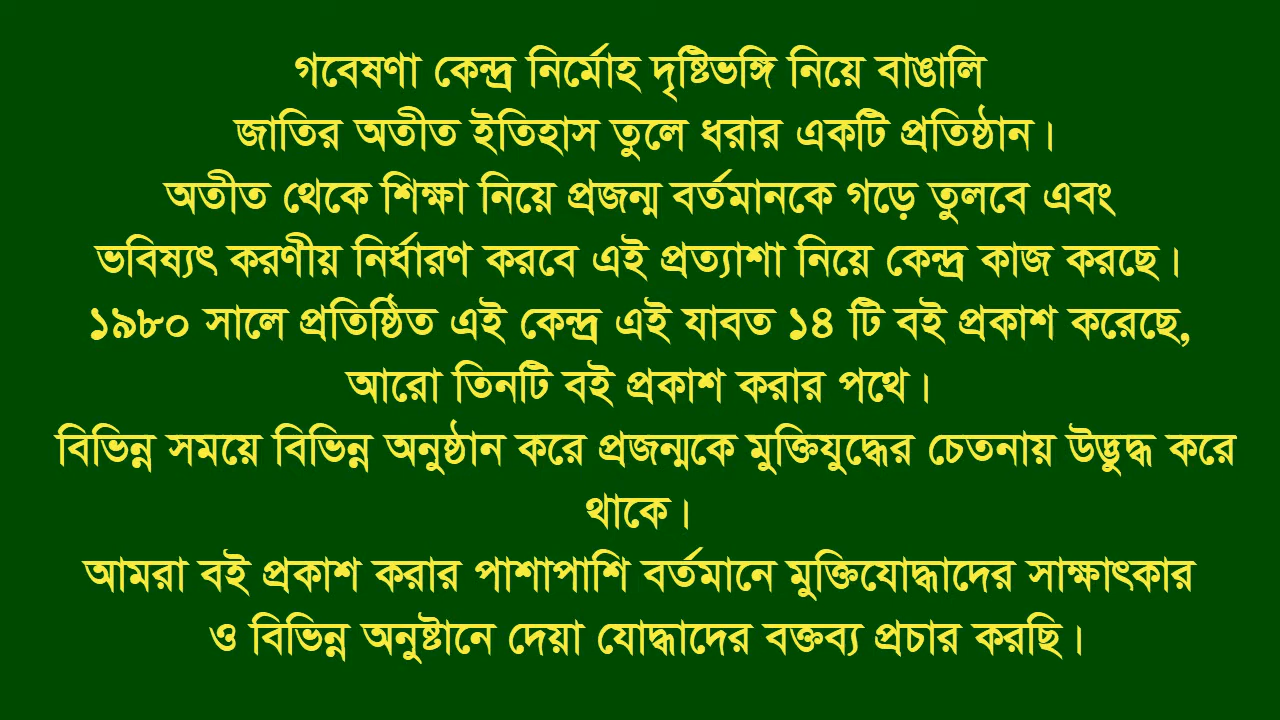 গবেষণা কেন্দ্র নির্মোহ দৃষ্টিভঙ্গি নিয়ে বাঙালি
জাতির অতীত ইতিহাস তুলে ধরার একটি প্রতিষ্ঠান।
অতীত থেকে শিক্ষা নিয়ে প্রজন্ম বর্তমানকে গড়ে তুলবে এবং
ভবিষ্যৎ করণীয় নির্ধারণ করবে এই প্রত্যাশা নিয়ে কেন্দ্র কাজ করছে।
১৯৮০ সালে প্রতিষ্ঠিত এই কেন্দ্র এই যাবত ১৪ টি বই প্রকাশ করেছে,
আরো তিনটি বই প্রকাশ করার পথে।
বিভিন্ন সময়ে বিভিন্ন অনুষ্ঠান করে প্রজন্মকে মুক্তিযুদ্ধের চেতনায় উদ্ভুদ্ধ করে
থাকে।
আমরা বই প্রকাশ করার পাশাপাশি বর্তমানে মুক্তিযোদ্ধাদের সাক্ষাৎকার
ও বিভিন্ন অনুষ্টানে দেয়া যোদ্ধাদের বক্তব্য প্রচার করছি।